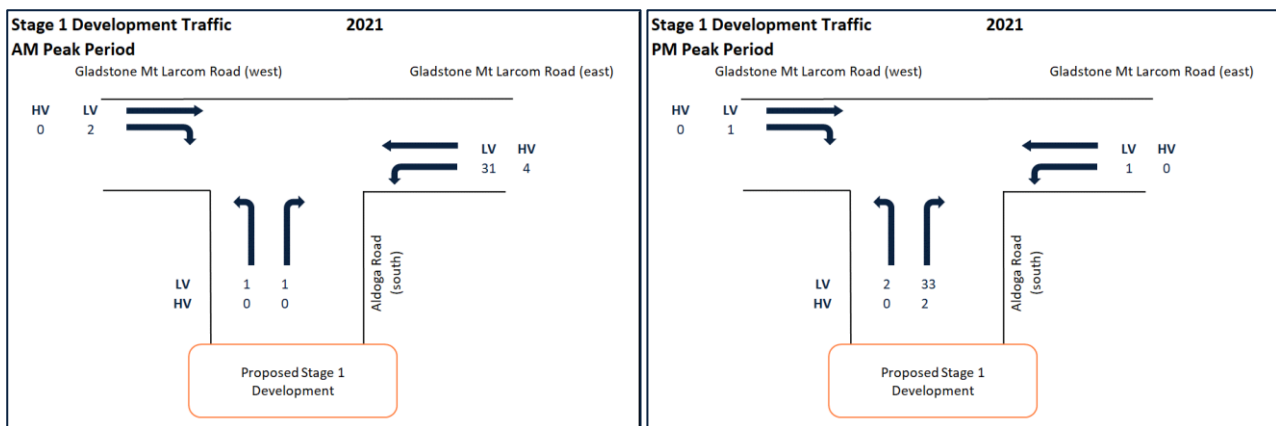 Stage 1 Development Traffic 2021
AM Peak Period
Gladstone Mt Larcom Road (west) Gladstone Mt Larcom Road (east)
HV LV
0 2
LV HV
31 4
Aldoga Road
(south)
LV 1 1
HV 0 0
Proposed Stage 1
Development
Stage 1 Development Traffic 2021
PM Peak Period
Gladstone Mt Larcom Road (west) Gladstone Mt Larcom Road (east)
HV LV
0 1
LV HV
1 0
Aldoga Road
(south)
LV 2 33
HV 0 2
Proposed Stage 1
Development